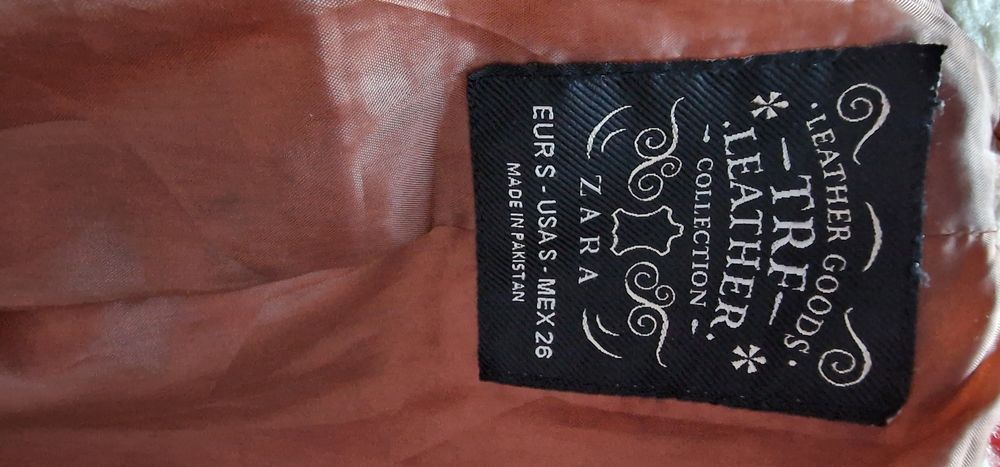 ·LEATHER GOODS·
- TRF -
* ·LEATHER· *
- COLLECTION -
ZARA
EUR S - USA S - MEX 26
MADE IN PAKISTAN